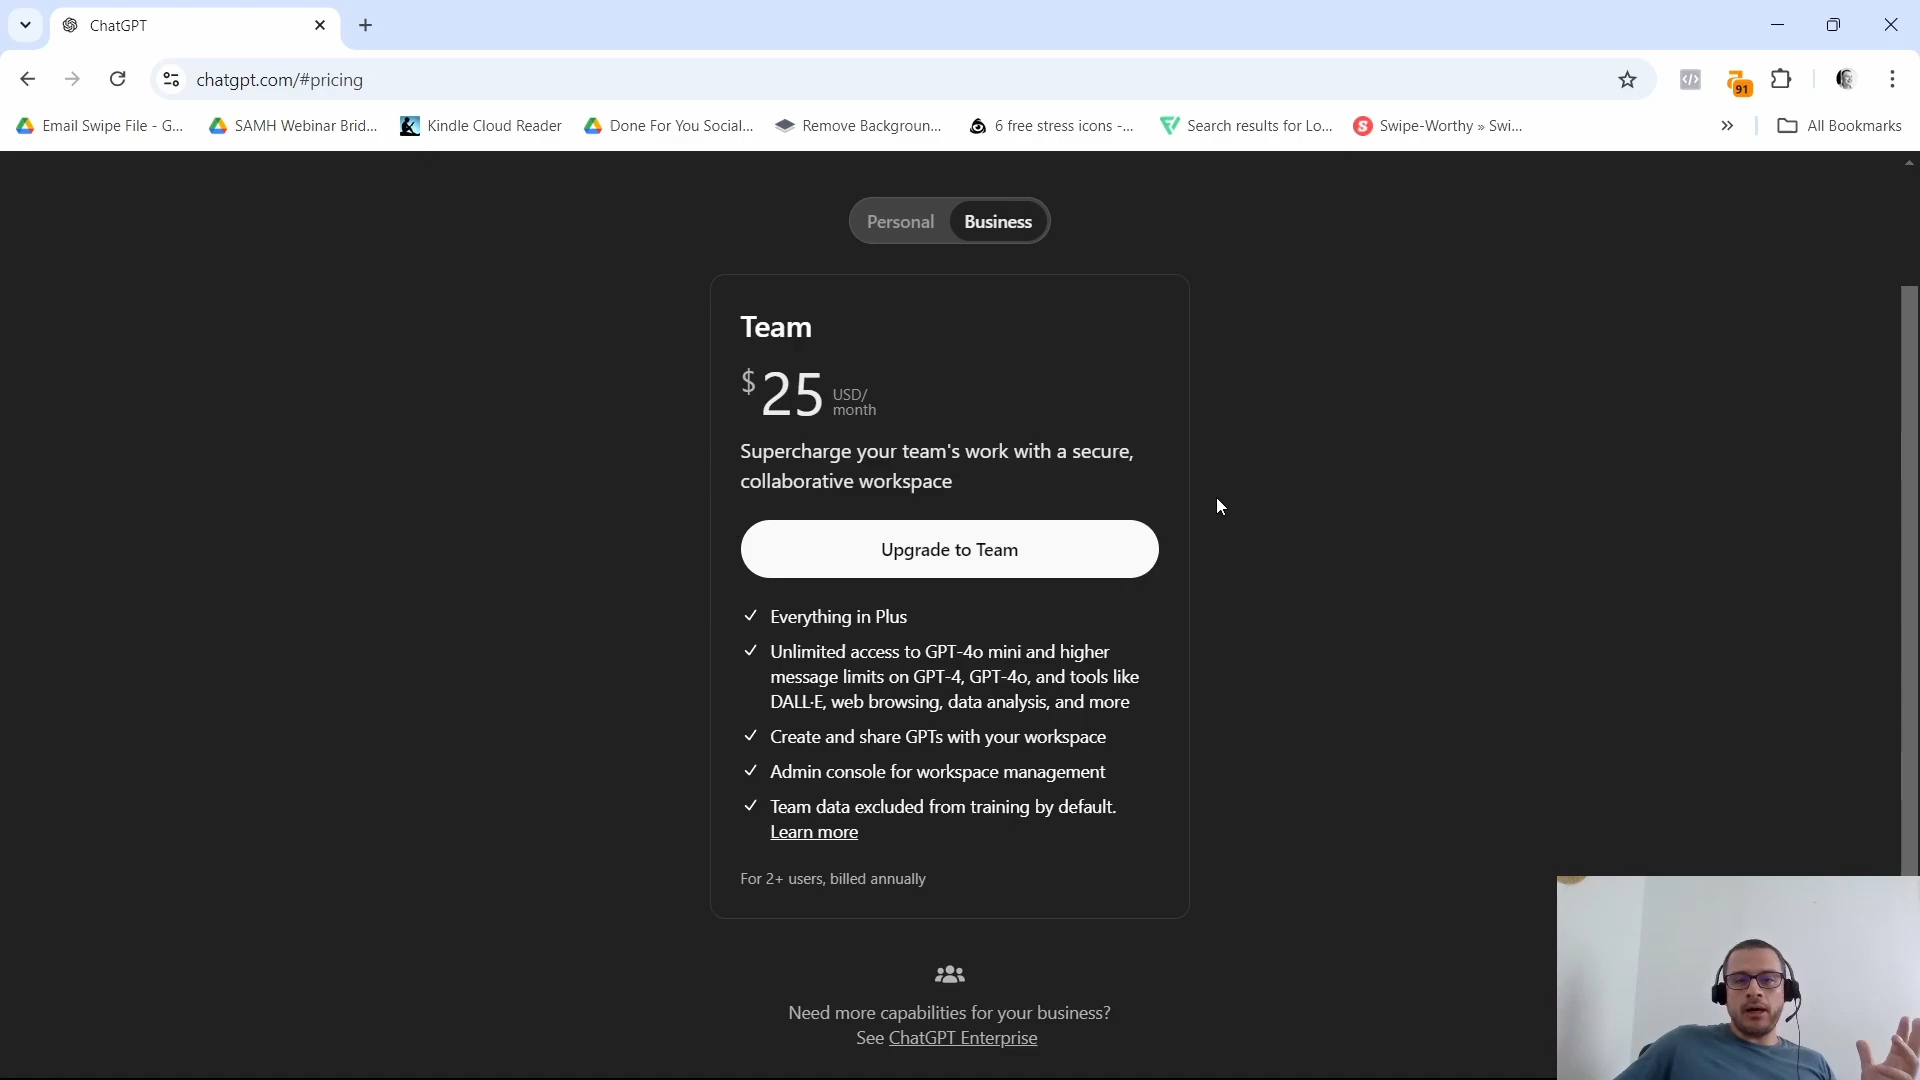 ChatGPT
chatgpt.com/#pricing
91
Email Swipe File - G...
SAMH Webinar Brid...
Kindle Cloud Reader
Done For You Social...
Remove Backgroun...
6 free stress icons -...
Search results for Lo...
Swipe-Worthy » Swi...
All Bookmarks
Personal
Business
Team
$25 USD/
month
Supercharge your team's work with a secure,
collaborative workspace
Upgrade to Team
Everything in Plus
Unlimited access to GPT-4o mini and higher
message limits on GPT-4, GPT-4o, and tools like
DALL·E, web browsing, data analysis, and more
Create and share GPTs with your workspace
Admin console for workspace management
Team data excluded from training by default.
Learn more
For 2+ users, billed annually
Need more capabilities for your business?
See ChatGPT Enterprise